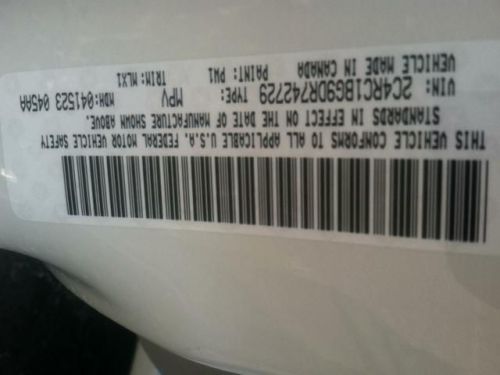 THIS VEHICLE CONFORMS TO ALL APPLICABLE U.S.A. FEDERAL MOTOR VEHICLE SAFETY
STANDARDS IN EFFECT ON THE DATE OF MANUFACTURE SHOWN ABOVE.
VIN: 2C4RC1BG9DR742729 TYPE: MPV MDH: 041523 045AA
VEHICLE MADE IN CANADA PAINT: PW1 TRIM: MLX1